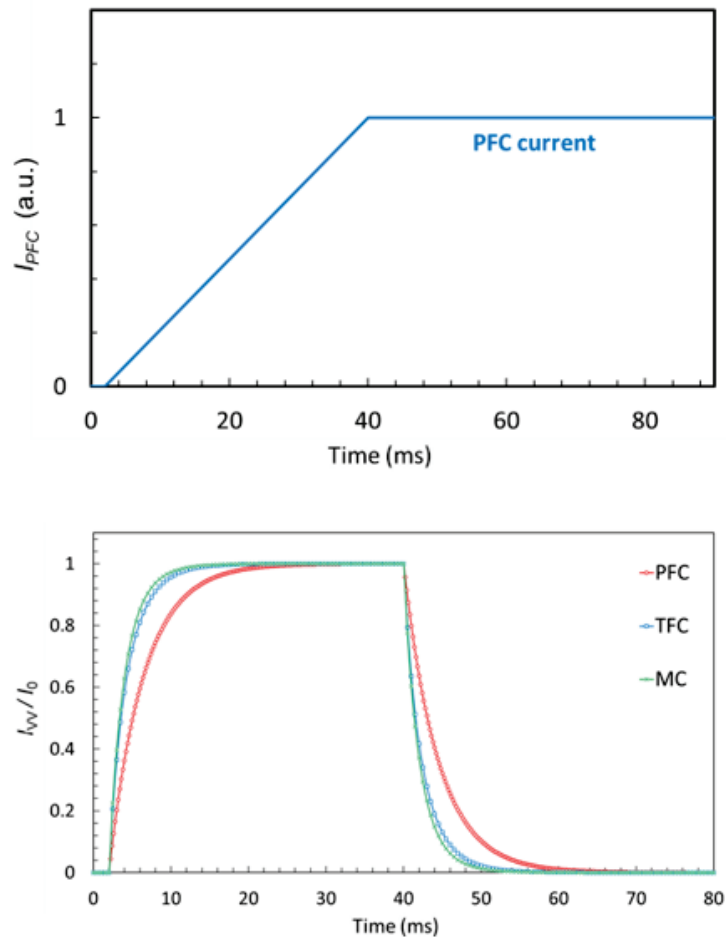 1
I_PFC (a.u.)
PFC current
0
0 20 40 60 80
Time (ms)
1
0.8
0.6
0.4
0.2
0
I_VV / I_0
PFC
TFC
MC
0 10 20 30 40 50 60 70 80
Time (ms)